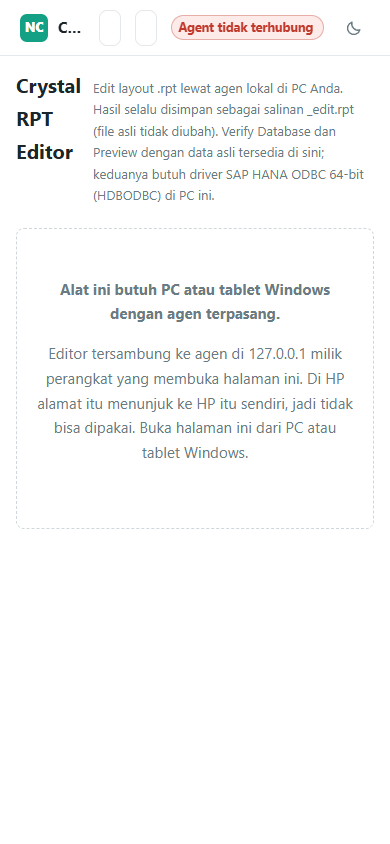 NC C... Agent tidak terhubung
Crystal
RPT
Editor
Edit layout .rpt lewat agen lokal di PC Anda.
Hasil selalu disimpan sebagai salinan _edit.rpt
(file asli tidak diubah). Verify Database dan
Preview dengan data asli tersedia di sini;
keduanya butuh driver SAP HANA ODBC 64-bit
(HDBODBC) di PC ini.
Alat ini butuh PC atau tablet Windows
dengan agen terpasang.
Editor tersambung ke agen di 127.0.0.1 milik
perangkat yang membuka halaman ini. Di HP
alamat itu menunjuk ke HP itu sendiri, jadi tidak
bisa dipakai. Buka halaman ini dari PC atau
tablet Windows.